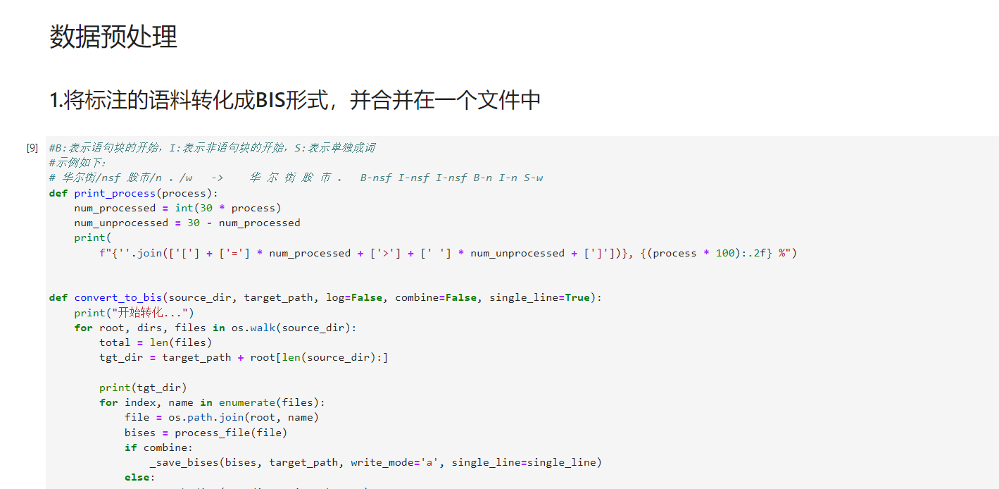 数据预处理
1.将标注的语料转化成BIS形式，并合并在一个文件中
[9]
#B:表示语句块的开始，I:表示非语句块的开始，S:表示单独成词
#示例如下:
# 华尔街/nsf 股市/n 。/w   ->    华 尔 街 股 市 。  B-nsf I-nsf I-nsf B-n I-n S-w
def print_process(process):
    num_processed = int(30 * process)
    num_unprocessed = 30 - num_processed
    print(
        f"{''.join(['['] + ['='] * num_processed + ['>'] + [' '] * num_unprocessed + [']'])}, {(process * 100):.2f} %")
def convert_to_bis(source_dir, target_path, log=False, combine=False, single_line=True):
    print("开始转化...")
    for root, dirs, files in os.walk(source_dir):
        total = len(files)
        tgt_dir = target_path + root[len(source_dir):]
        print(tgt_dir)
        for index, name in enumerate(files):
            file = os.path.join(root, name)
            bises = process_file(file)
            if combine:
                _save_bises(bises, target_path, write_mode='a', single_line=single_line)
            else: